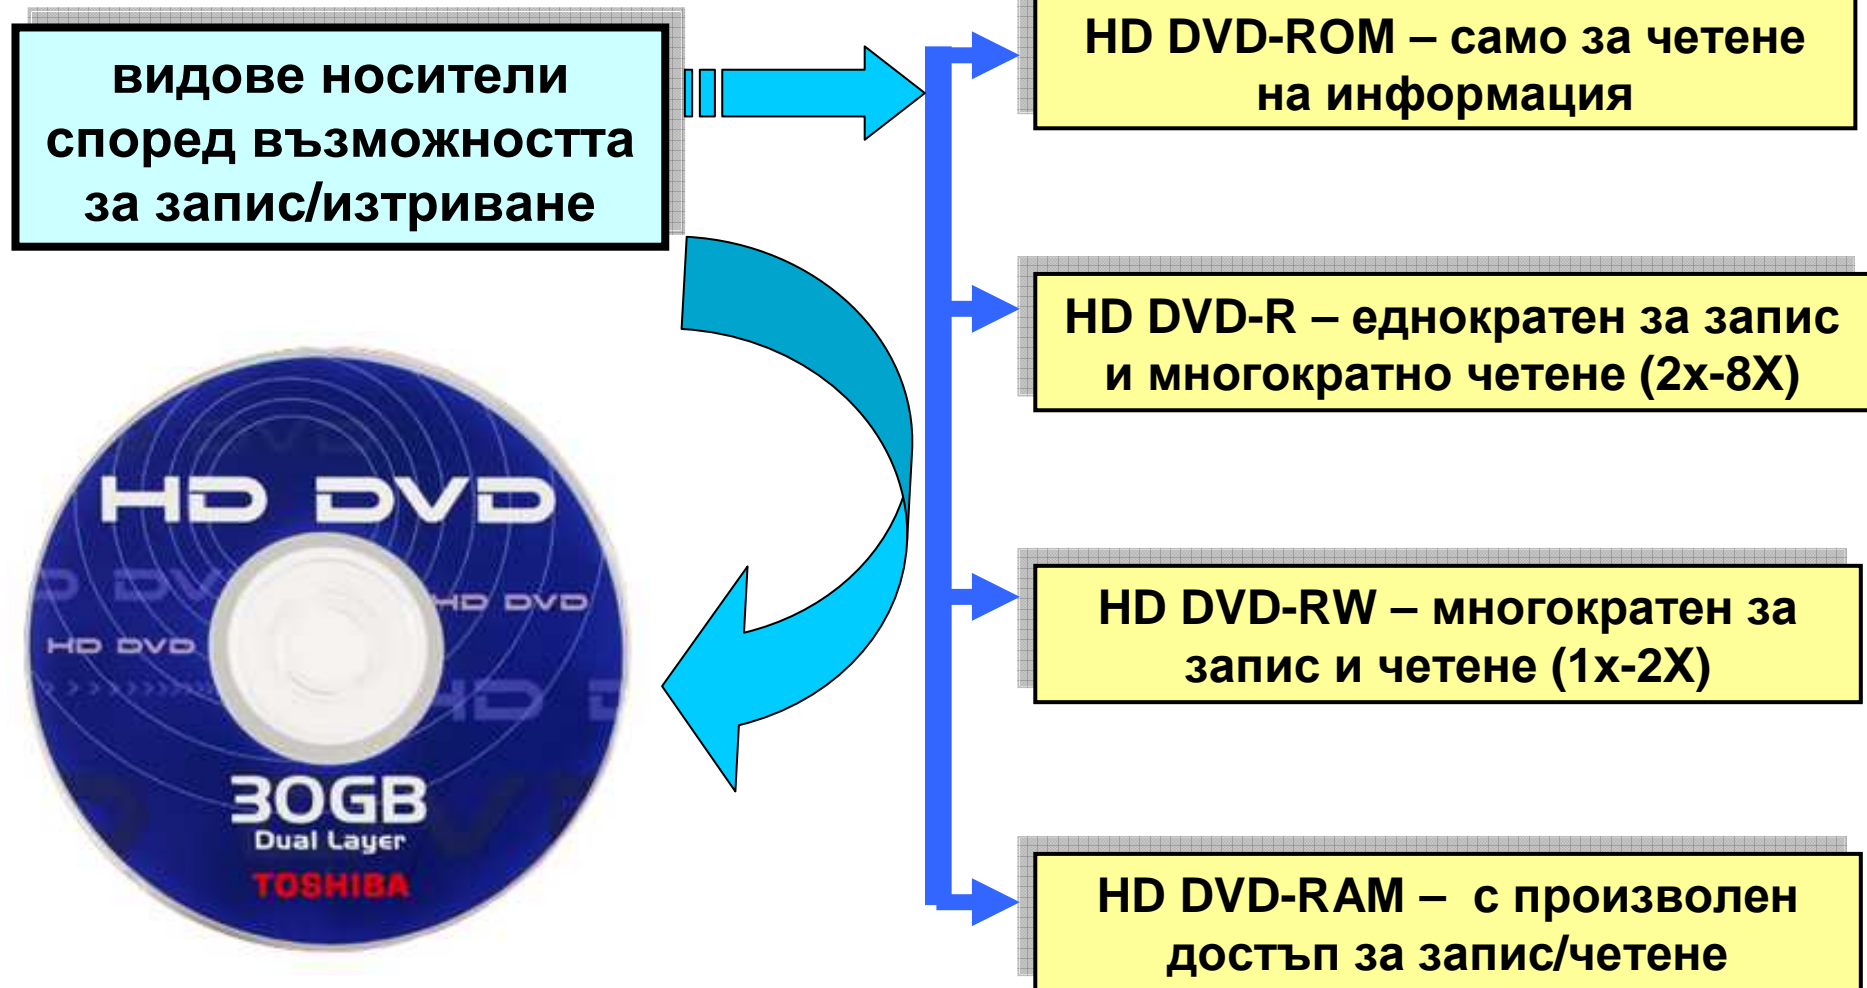 видове носители
според възможността
за запис/изтриване
HD DVD-ROM – само за четене
на информация
HD DVD-R – еднократен за запис
и многократно четене (2x-8X)
HD DVD-RW – многократен за
запис и четене (1x-2X)
HD DVD-RAM – с произволен
достъп за запис/четене
HD DVD
HD DVD
HD DVD
30GB
Dual Layer
TOSHIBA